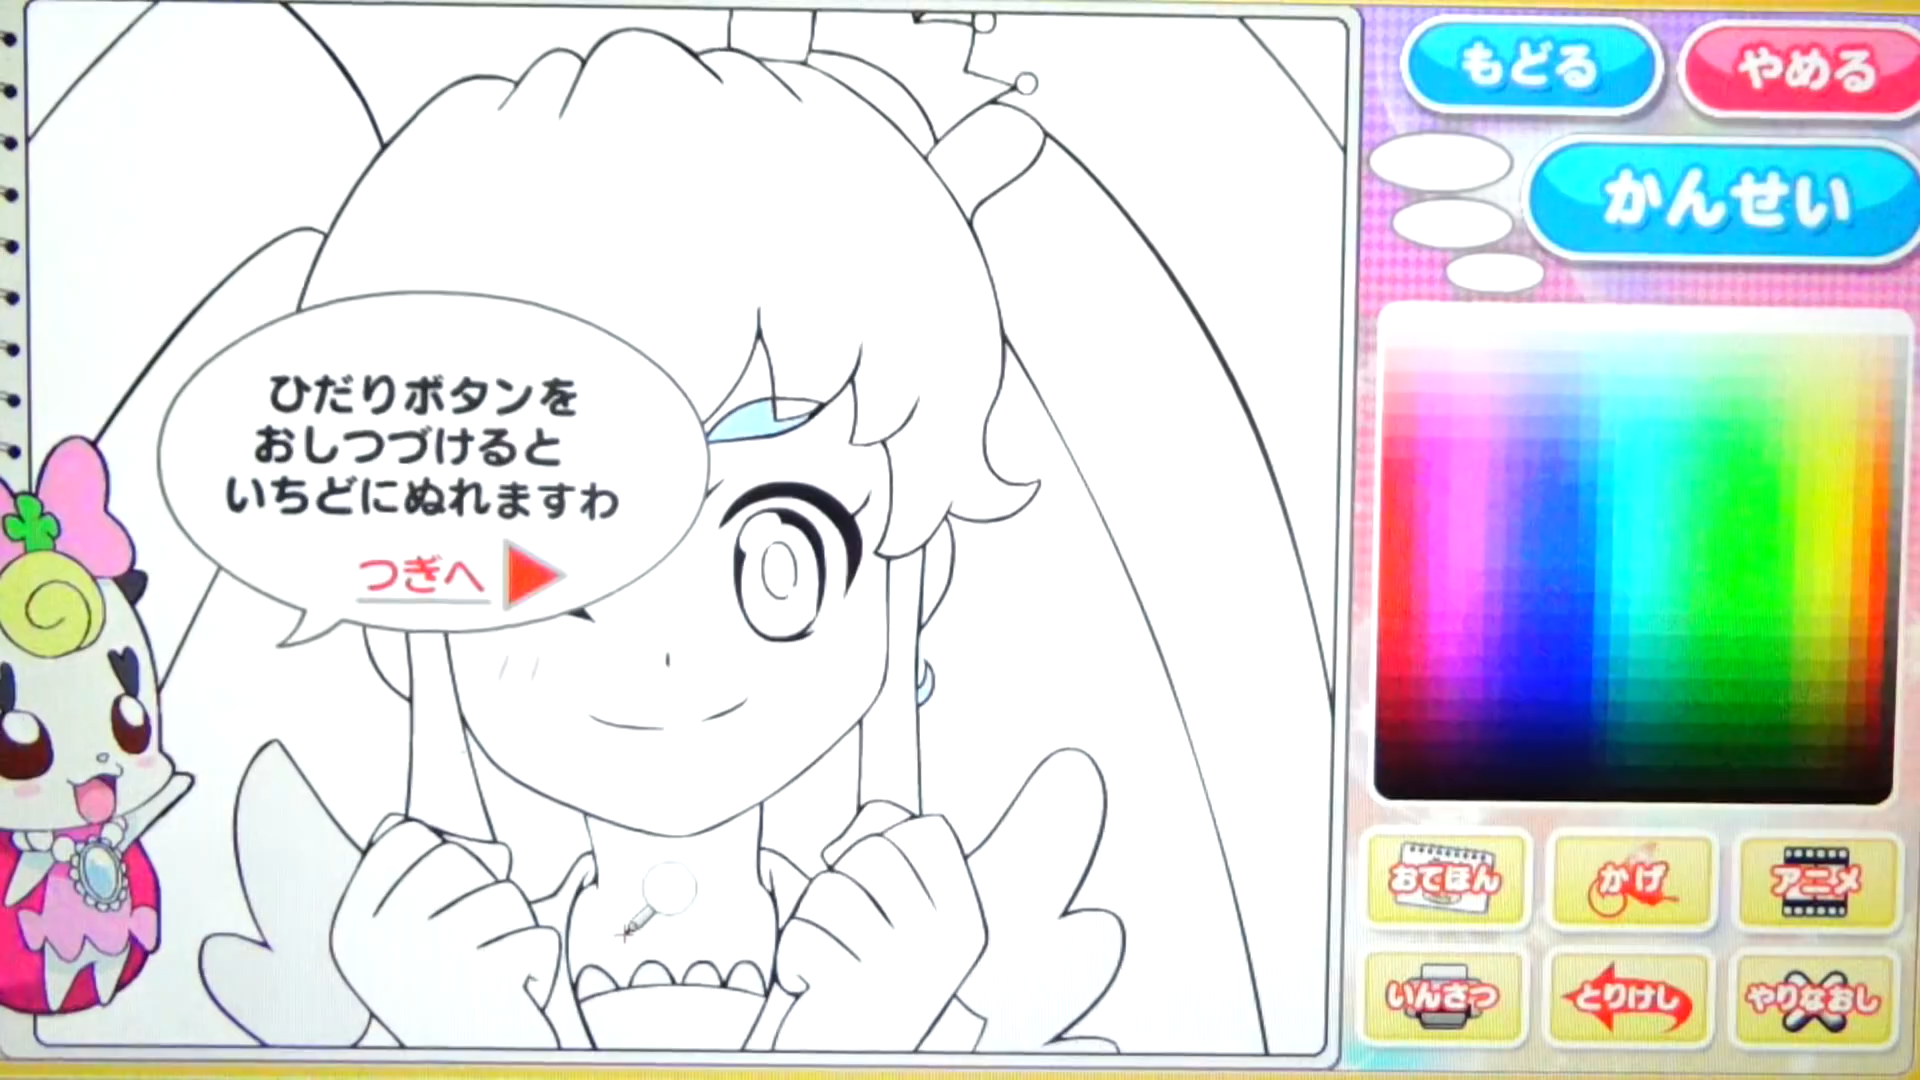 もどる
やめる
かんせい
ひだりボタンを
おしつづけると
いちどにぬれますわ
つぎへ
おてほん
かげ
アニメ
いんさつ
とりけし
やりなおし